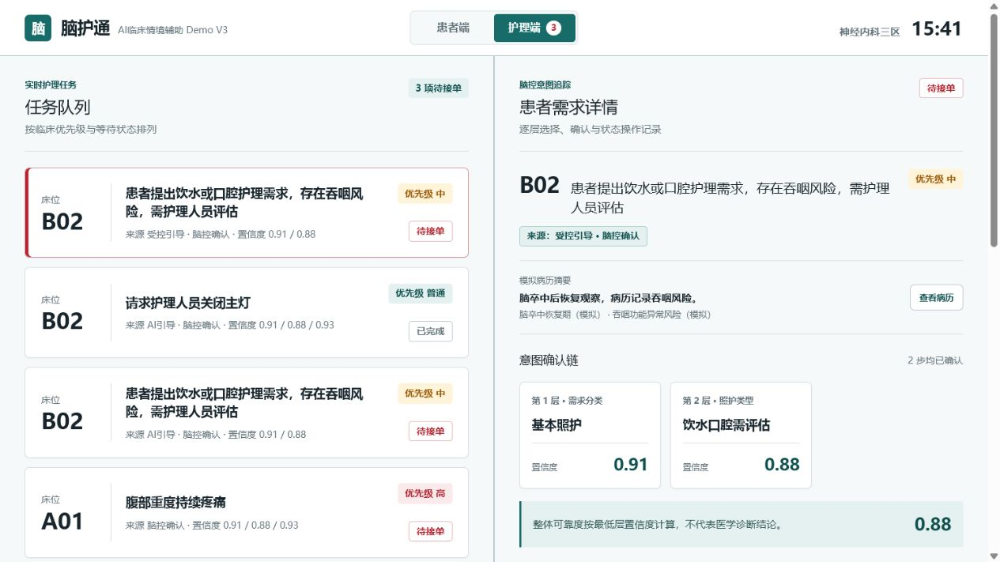 脑 脑护通 AI临床情境辅助 Demo V3
患者端 护理端 3
神经内科三区 15:41
实时护理任务
任务队列
按临床优先级与等待状态排列
3 项待接单
床位
B02
患者提出饮水或口腔护理需求，存在吞咽风
险，需护理人员评估
来源 受控引导 · 脑控确认 · 置信度 0.91 / 0.88
优先级 中
待接单
床位
B02
请求护理人员关闭主灯
来源 AI引导 · 脑控确认 · 置信度 0.91 / 0.88 / 0.93
优先级 普通
已完成
床位
B02
患者提出饮水或口腔护理需求，存在吞咽风
险，需护理人员评估
来源 AI引导 · 脑控确认 · 置信度 0.91 / 0.88
优先级 中
待接单
床位
A01
腹部重度持续疼痛
来源 脑控确认 · 置信度 0.91 / 0.88 / 0.93
优先级 高
待接单
脑控意图追踪
患者需求详情
逐层选择、确认与状态操作记录
待接单
B02
患者提出饮水或口腔护理需求，存在吞咽风险，需护理
人员评估
优先级 中
来源：受控引导 • 脑控确认
模拟病历摘要
脑卒中后恢复观察，病历记录吞咽风险。
脑卒中恢复期（模拟） · 吞咽功能异常风险（模拟）
查看病历
意图确认链
2 步均已确认
第 1 层 • 需求分类
基本照护
置信度 0.91
第 2 层 • 照护类型
饮水口腔需评估
置信度 0.88
整体可靠度按最低层置信度计算，不代表医学诊断结论。
0.88